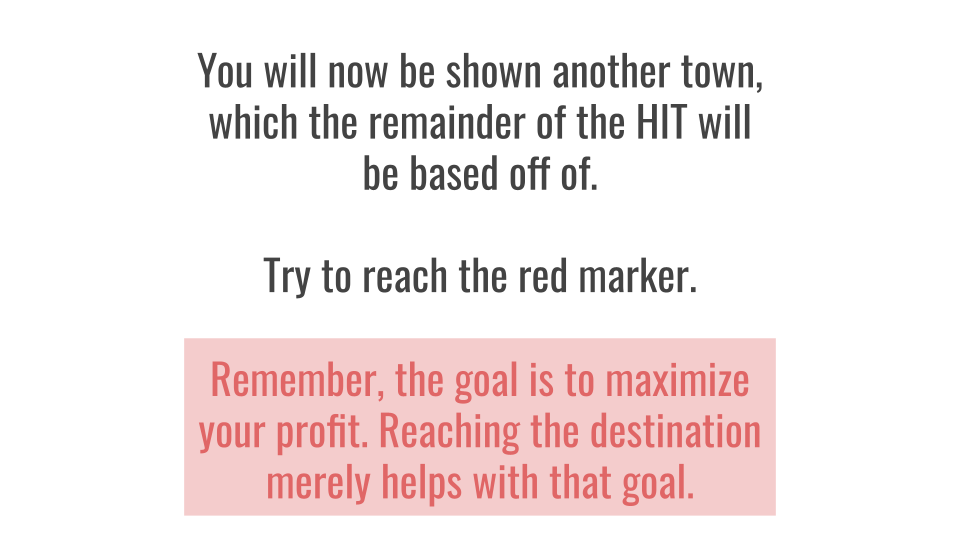 You will now be shown another town,
which the remainder of the HIT will
be based off of.
Try to reach the red marker.
Remember, the goal is to maximize
your profit. Reaching the destination
merely helps with that goal.